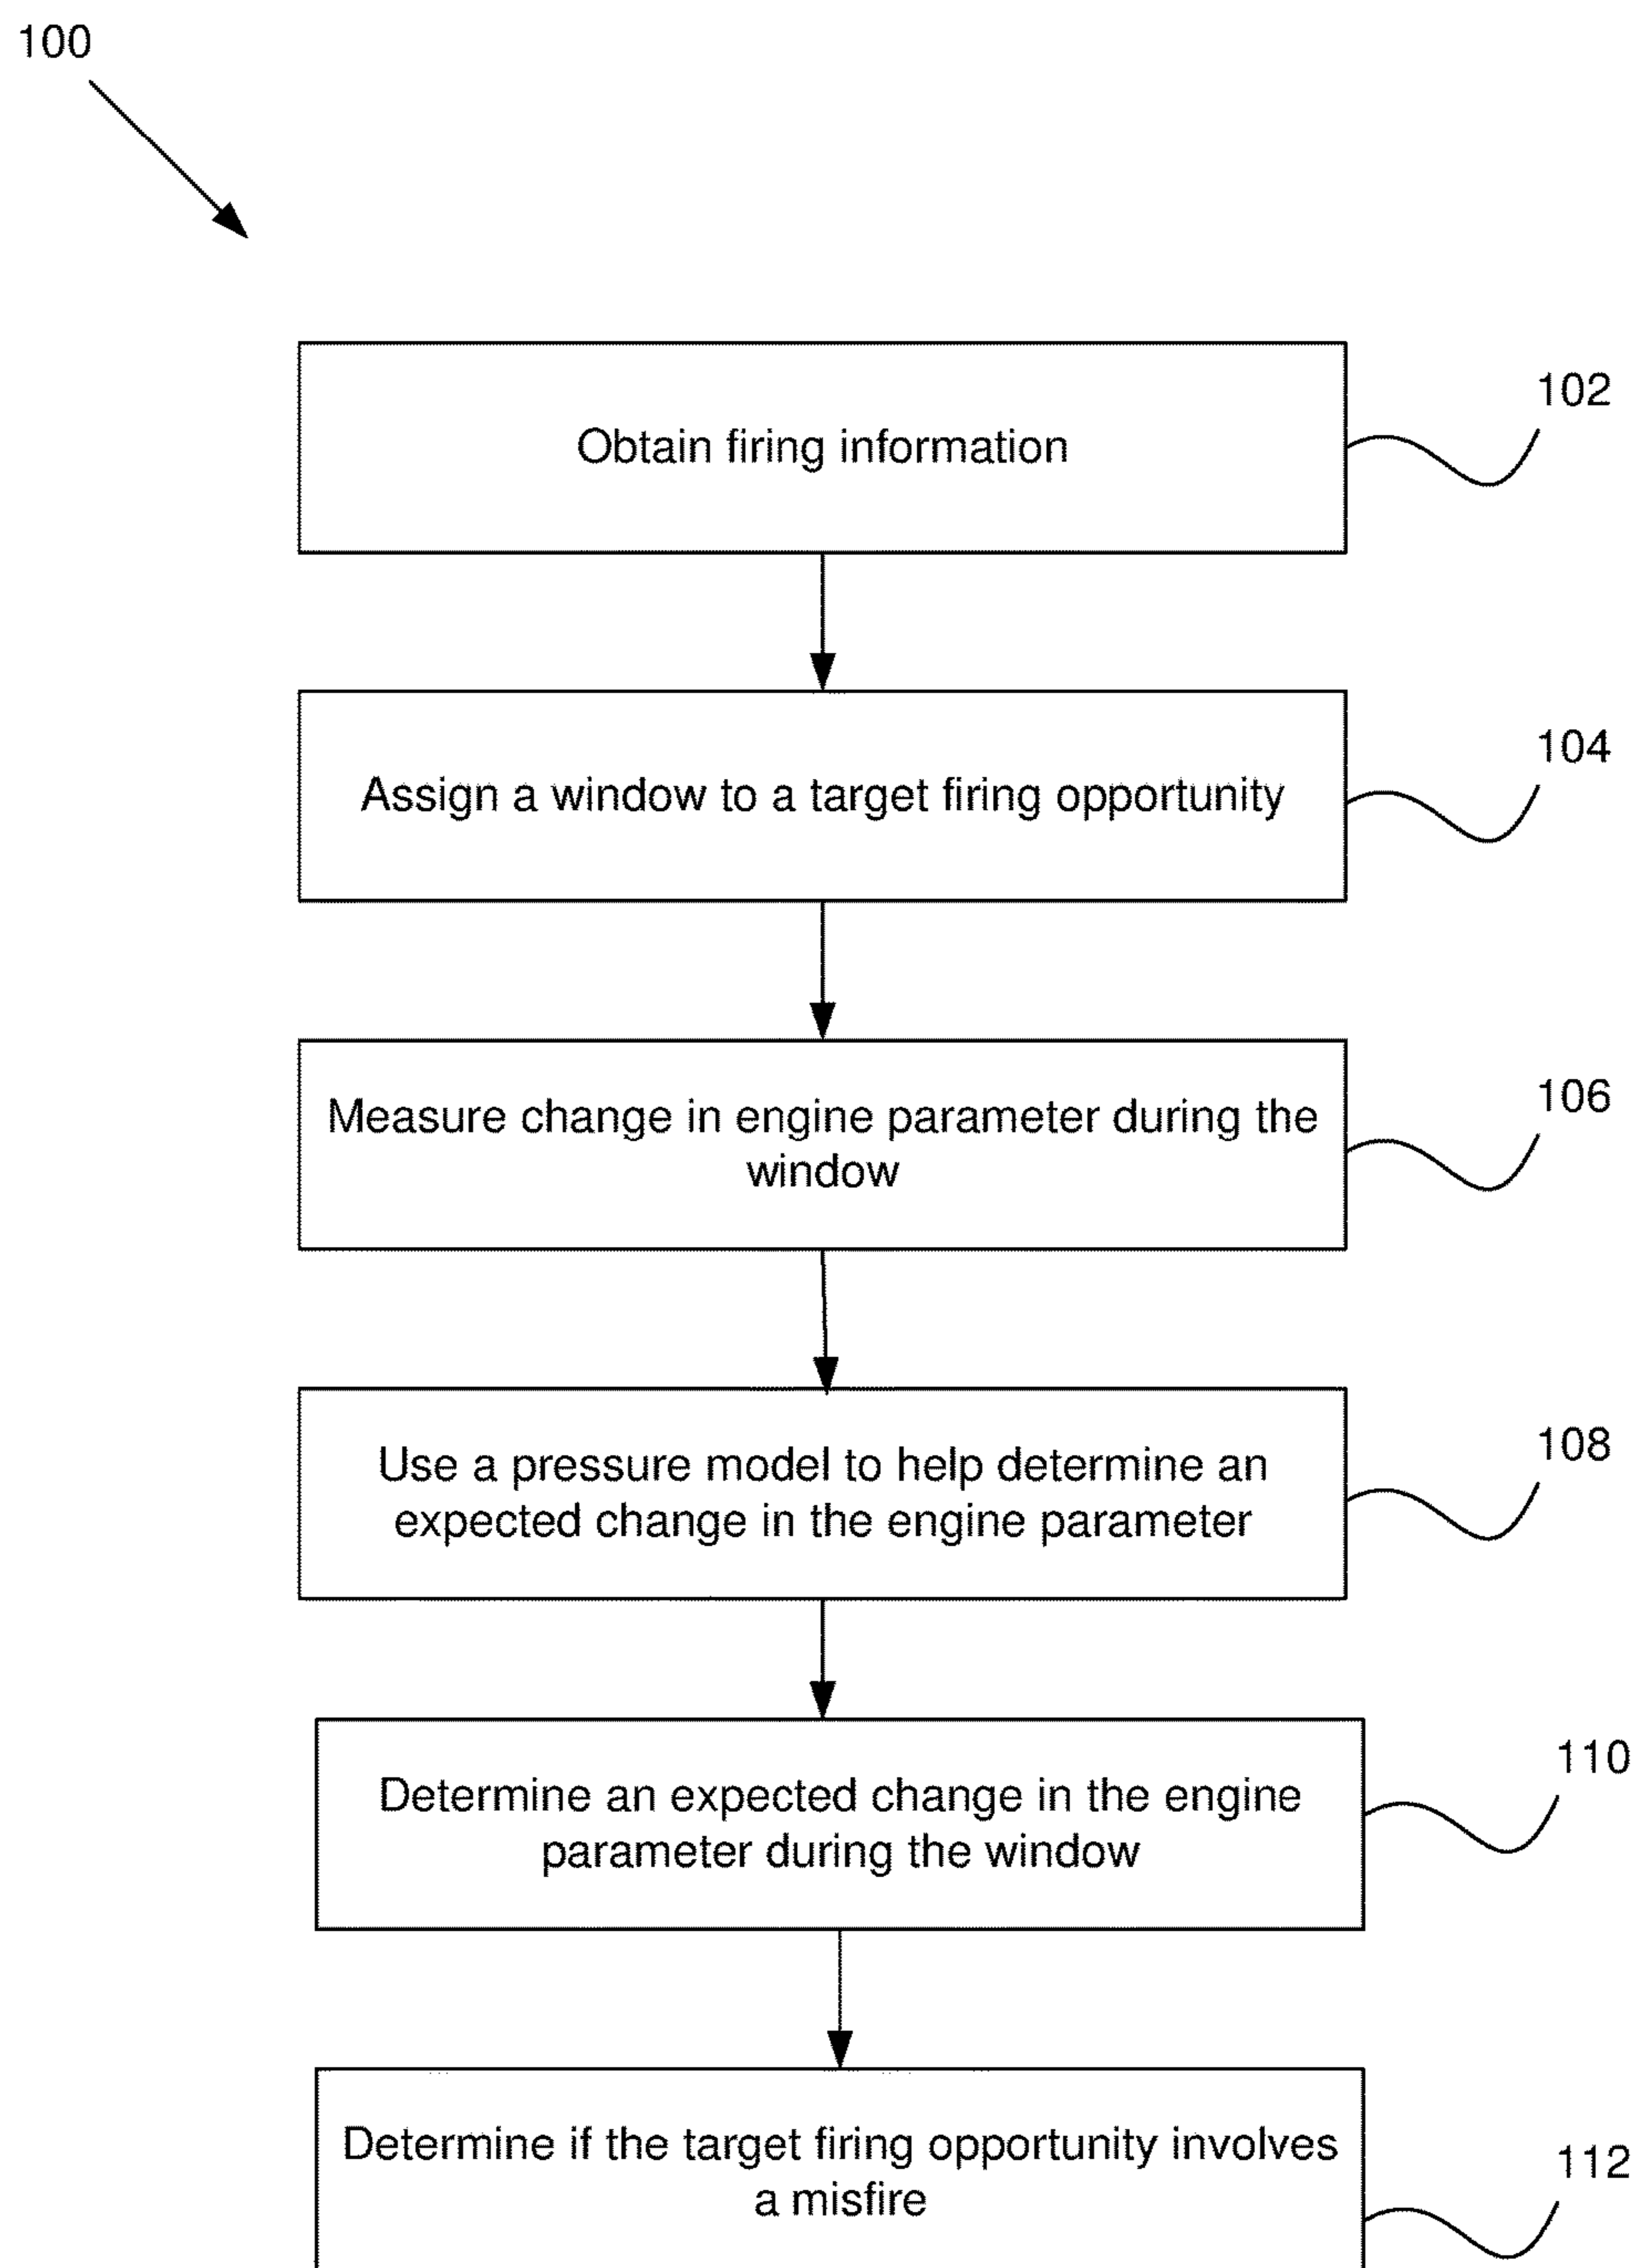 100
Obtain firing information
102
Assign a window to a target firing opportunity
104
Measure change in engine parameter during the
window
106
Use a pressure model to help determine an
expected change in the engine parameter
108
Determine an expected change in the engine
parameter during the window
110
Determine if the target firing opportunity involves
a misfire
112